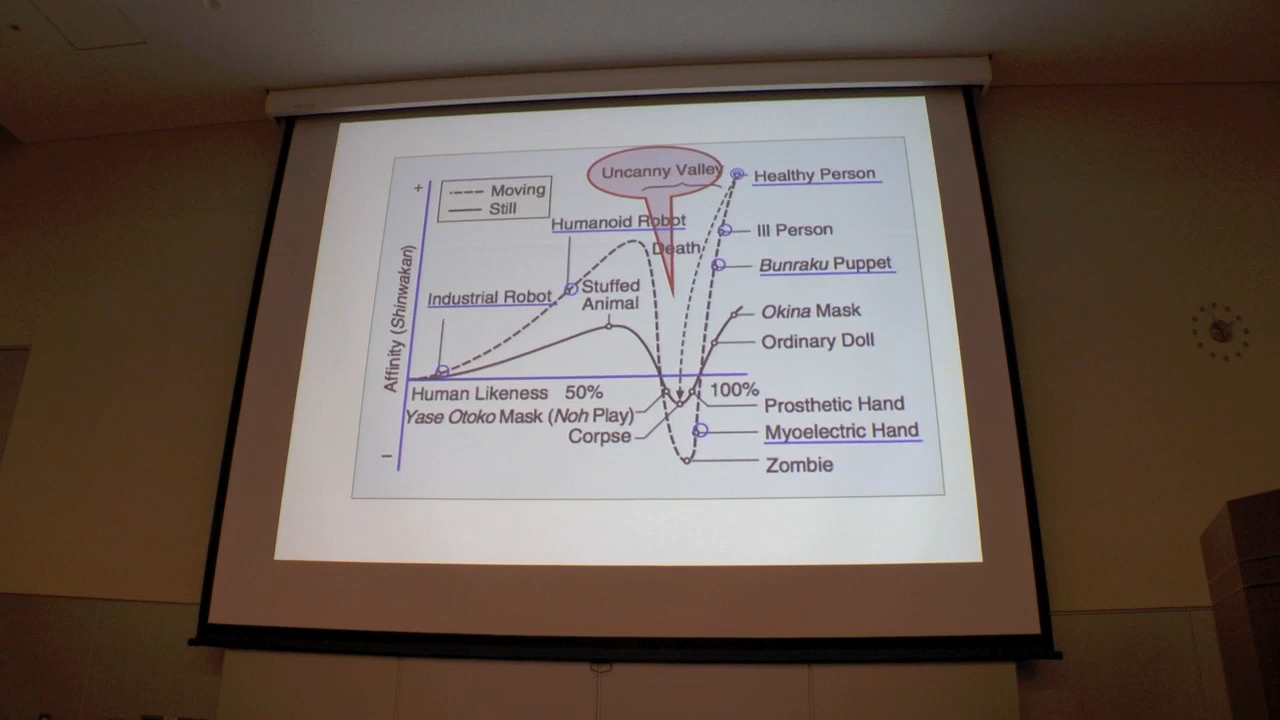 Uncanny Valley
+
Moving
Still
Healthy Person
Humanoid Robot
Death
Ill Person
Bunraku Puppet
Industrial Robot
Stuffed
Animal
Okina Mask
Ordinary Doll
Affinity (Shinwakan)
Human Likeness 50%
100%
Yase Otoko Mask (Noh Play)
Prosthetic Hand
Corpse
Myoelectric Hand
−
Zombie